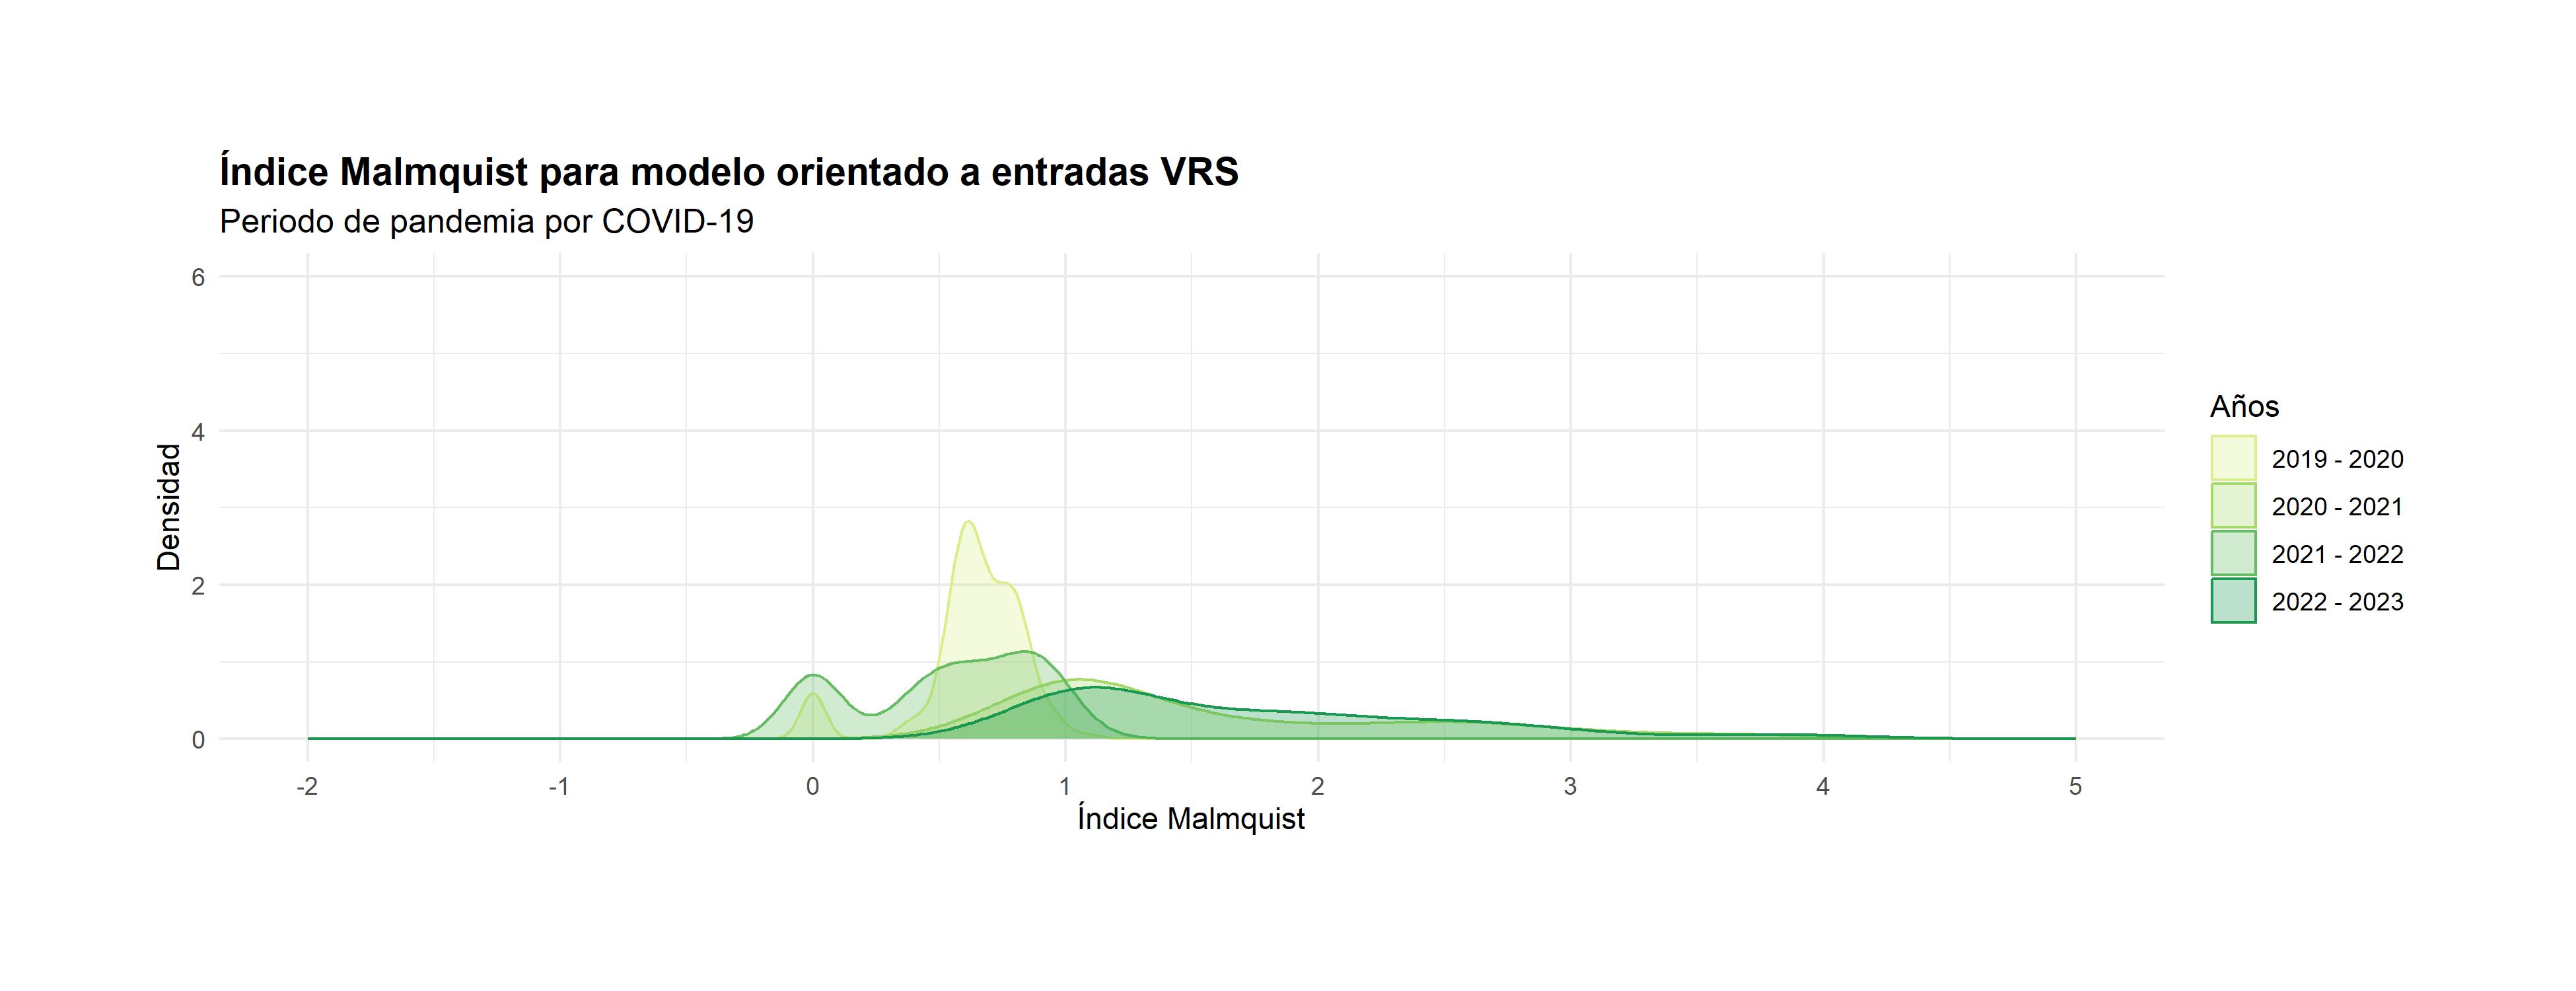 Índice Malmquist para modelo orientado a entradas VRS
Periodo de pandemia por COVID-19
6
4
2
0
Densidad
-2 -1 0 1 2 3 4 5
Índice Malmquist
Años
2019 - 2020
2020 - 2021
2021 - 2022
2022 - 2023